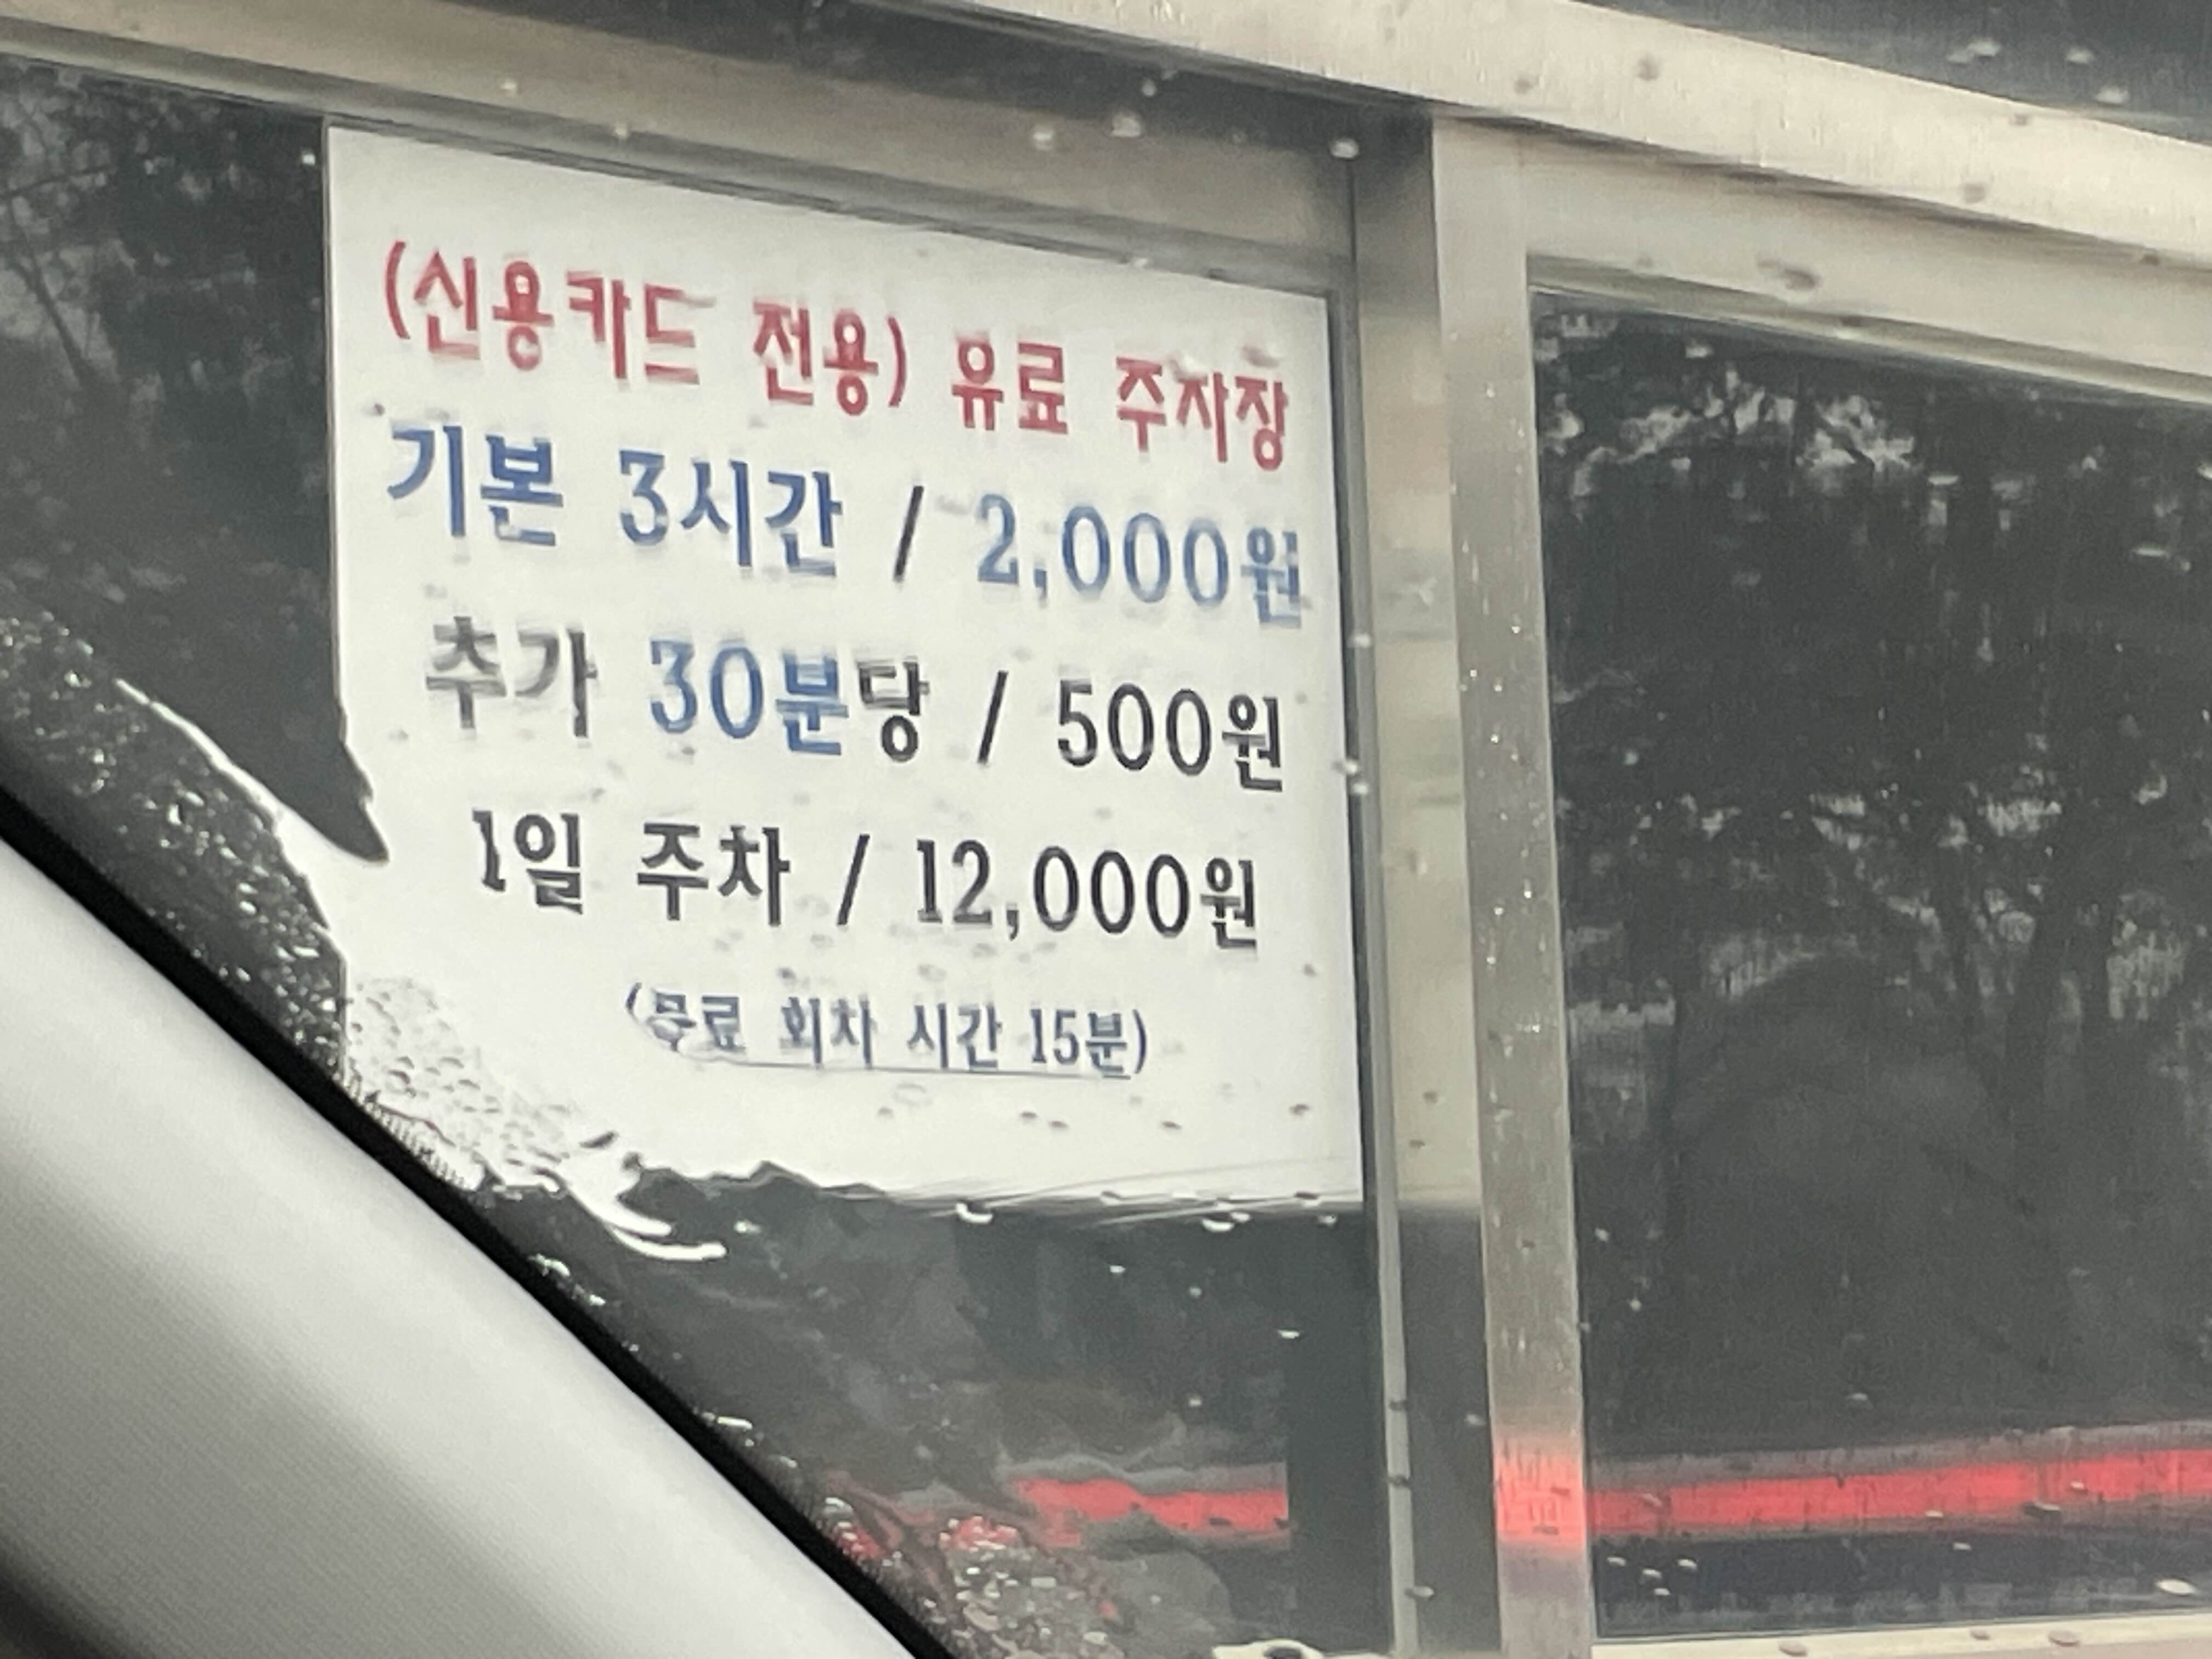 (신용카드 전용) 유료 주차장
기본 3시간 / 2,000원
추가 30분당 / 500원
1일 주차 / 12,000원
(무료 회차 시간 15분)